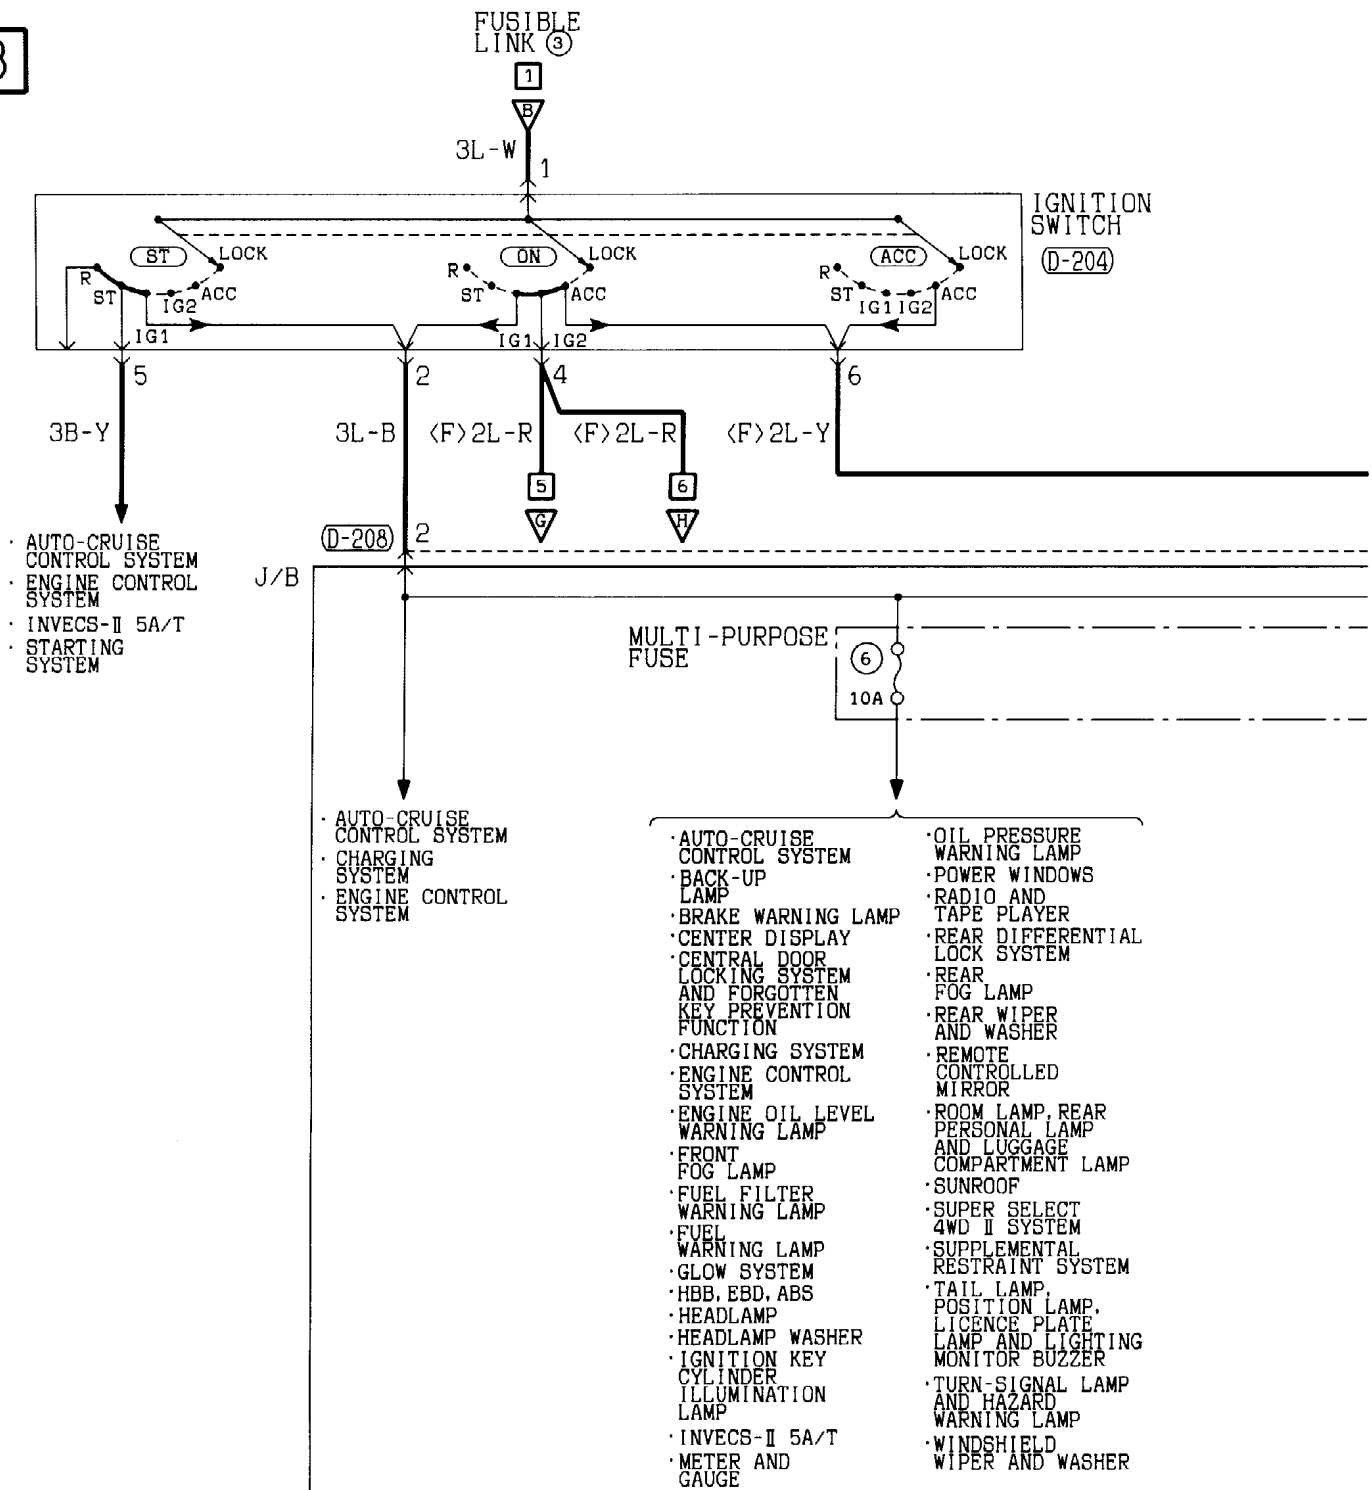 FUSIBLE
LINK ③
1
B
3L-W
1
IGNITION
SWITCH
D-204
ST
LOCK
R
ST
IG1
IG2
ACC
ON
LOCK
R
ST
IG1
IG2
ACC
ACC
LOCK
R
ST
IG1
IG2
ACC
5
2
4
6
3B-Y
3L-B
<F>2L-R
<F>2L-R
<F>2L-Y
5
G
6
H
· AUTO-CRUISE
CONTROL SYSTEM
· ENGINE CONTROL
SYSTEM
· INVECS-Ⅱ 5A/T
· STARTING
SYSTEM
D-208
2
J/B
MULTI-PURPOSE
FUSE
⑥
10A
· AUTO-CRUISE
CONTROL SYSTEM
· CHARGING
SYSTEM
· ENGINE CONTROL
SYSTEM
·AUTO-CRUISE
CONTROL SYSTEM
·BACK-UP
LAMP
·BRAKE WARNING LAMP
·CENTER DISPLAY
·CENTRAL DOOR
LOCKING SYSTEM
AND FORGOTTEN
KEY PREVENTION
FUNCTION
·CHARGING SYSTEM
·ENGINE CONTROL
SYSTEM
·ENGINE OIL LEVEL
WARNING LAMP
·FRONT
FOG LAMP
·FUEL FILTER
WARNING LAMP
·FUEL
WARNING LAMP
·GLOW SYSTEM
·HBB, EBD, ABS
·HEADLAMP
·HEADLAMP WASHER
·IGNITION KEY
CYLINDER
ILLUMINATION
LAMP
·INVECS-Ⅱ 5A/T
·METER AND
GAUGE
·OIL PRESSURE
WARNING LAMP
·POWER WINDOWS
·RADIO AND
TAPE PLAYER
·REAR DIFFERENTIAL
LOCK SYSTEM
·REAR
FOG LAMP
·REAR WIPER
AND WASHER
·REMOTE
CONTROLLED
MIRROR
·ROOM LAMP, REAR
PERSONAL LAMP
AND LUGGAGE
COMPARTMENT LAMP
·SUNROOF
·SUPER SELECT
4WD Ⅱ SYSTEM
·SUPPLEMENTAL
RESTRAINT SYSTEM
·TAIL LAMP,
POSITION LAMP,
LICENCE PLATE
LAMP AND LIGHTING
MONITOR BUZZER
·TURN-SIGNAL LAMP
AND HAZARD
WARNING LAMP
·WINDSHIELD
WIPER AND WASHER